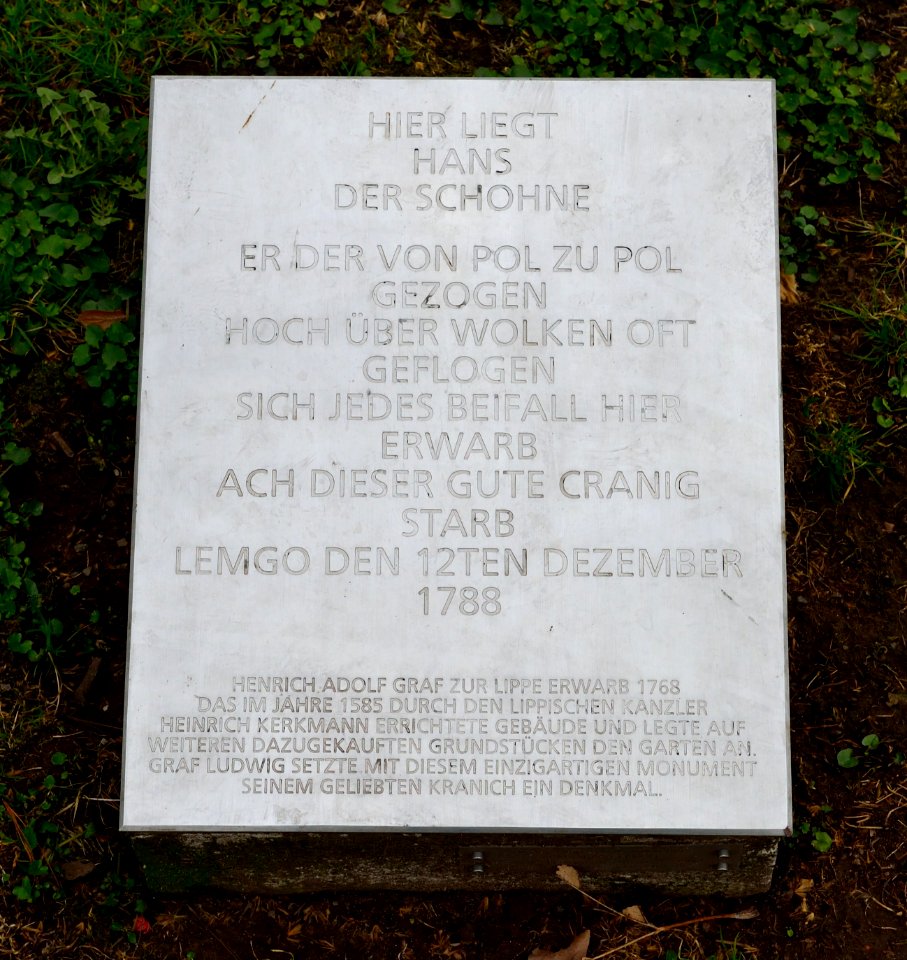 HIER LIEGT
HANS
DER SCHOHNE
ER DER VON POL ZU POL
GEZOGEN
HOCH ÜBER WOLKEN OFT
GEFLOGEN
SICH JEDES BEIFALL HIER
ERWARB
ACH DIESER GUTE CRANIG
STARB
LEMGO DEN 12TEN DEZEMBER
1788
HENRICH ADOLF GRAF ZUR LIPPE ERWARB 1768
DAS IM JAHRE 1585 DURCH DEN LIPPISCHEN KANZLER
HEINRICH KERKMANN ERRICHTETE GEBÄUDE UND LEGTE AUF
WEITEREN DAZUGEKAUFTEN GRUNDSTÜCKEN DEN GARTEN AN.
GRAF LUDWIG SETZTE MIT DIESEM EINZIGARTIGEN MONUMENT
SEINEM GELIEBTEN KRANICH EIN DENKMAL.